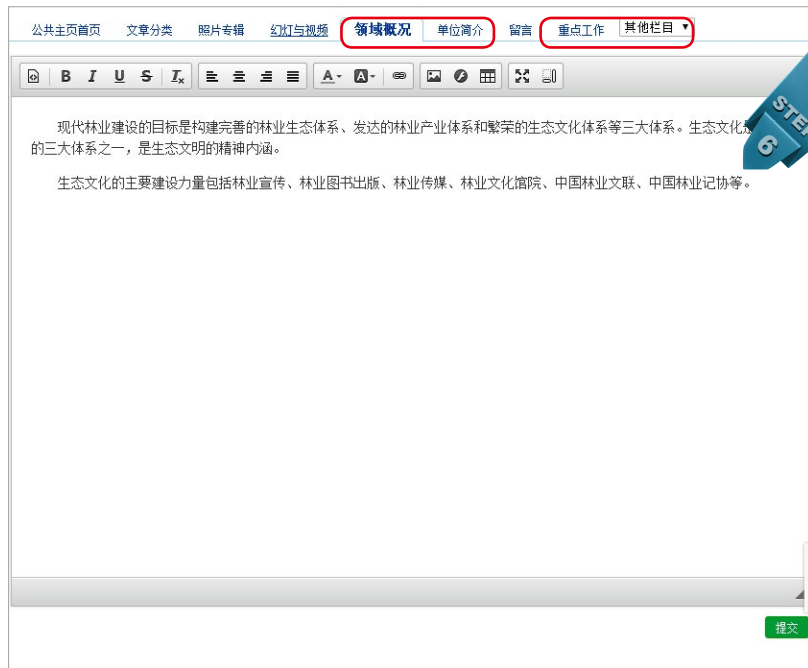 公共主页首页 文章分类 照片专辑 幻灯与视频 领域概况 单位简介 留言 重点工作 其他栏目
B I U S Tx A A
现代林业建设的目标是构建完善的林业生态体系、发达的林业产业体系和繁荣的生态文化体系等三大体系。生态文化是
的三大体系之一，是生态文明的精神内涵。
生态文化的主要建设力量包括林业宣传、林业图书出版、林业传媒、林业文化馆院、中国林业文联、中国林业记协等。
STEP
6
提交